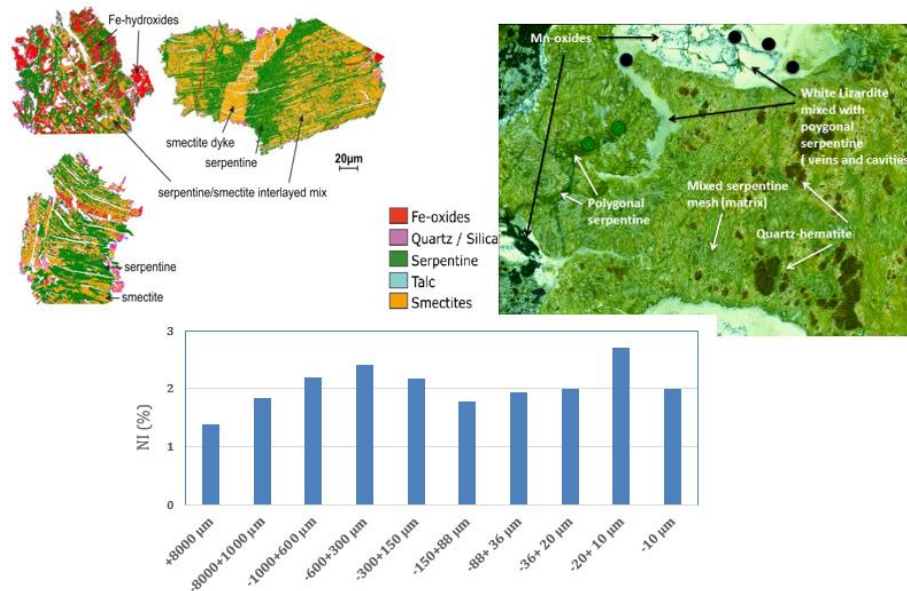 Fe-hydroxides
smectite dyke
serpentine
20µm
serpentine/smectite interlayed mix
serpentine
smectite
Fe-oxides
Quartz / Silica
Serpentine
Talc
Smectites
Mn-oxides
White Lizardite
mixed with
poygonal
serpentine
( veins and cavities
Polygonal
serpentine
Mixed serpentine
mesh (matrix)
Quartz-hematite
NI (%)
3
2
1
0
+8000 µm
-8000+1000 µm
-1000+600 µm
-600+300 µm
-300+150 µm
-150+88 µm
-88+ 36 µm
-36+ 20 µm
-20+ 10 µm
-10 µm